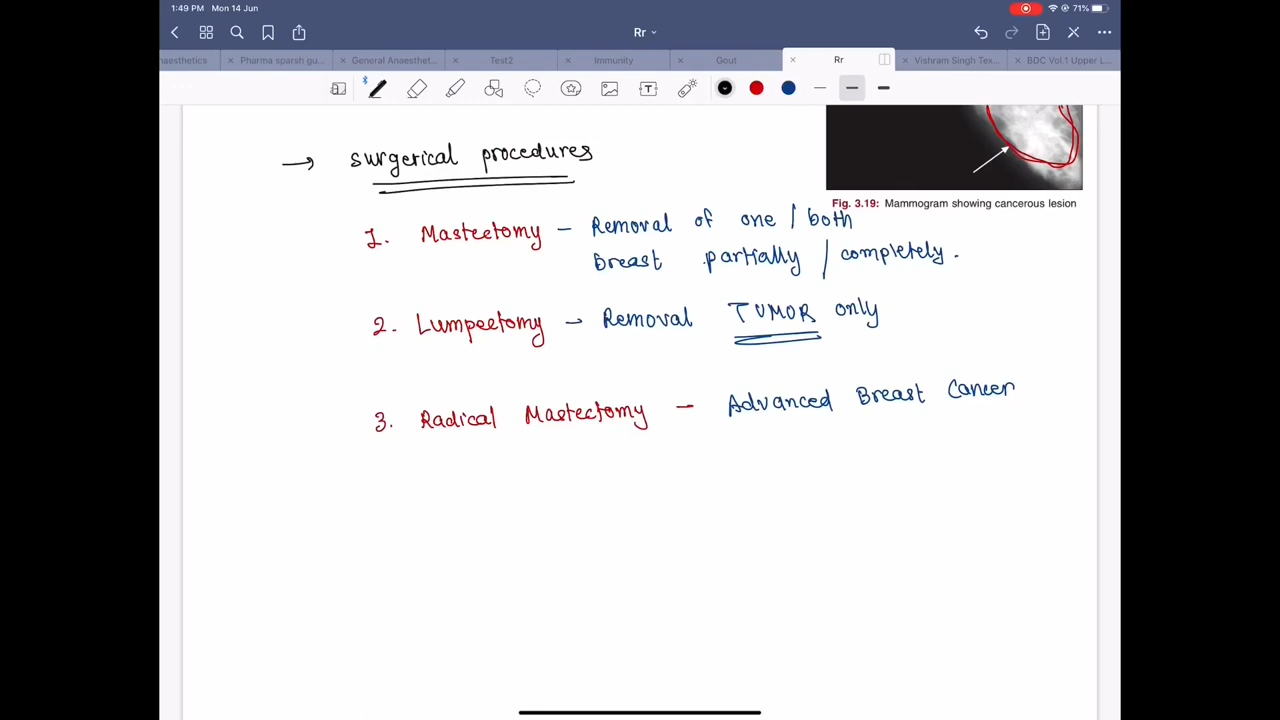 1:49 PM Mon 14 Jun
71%
Rr
naesthetics
Pharma sparsh gu...
General Anaesthet...
Test2
Immunity
Gout
Rr
Vishram Singh Tex...
BDC Vol.1 Upper L...
→ surgerical procedures
Fig. 3.19: Mammogram showing cancerous lesion
1. Mastectomy – Removal of one / both
breast partially / completely.
2. Lumpectomy → Removal TUMOR only
3. Radical Mastectomy – Advanced Breast Cancer